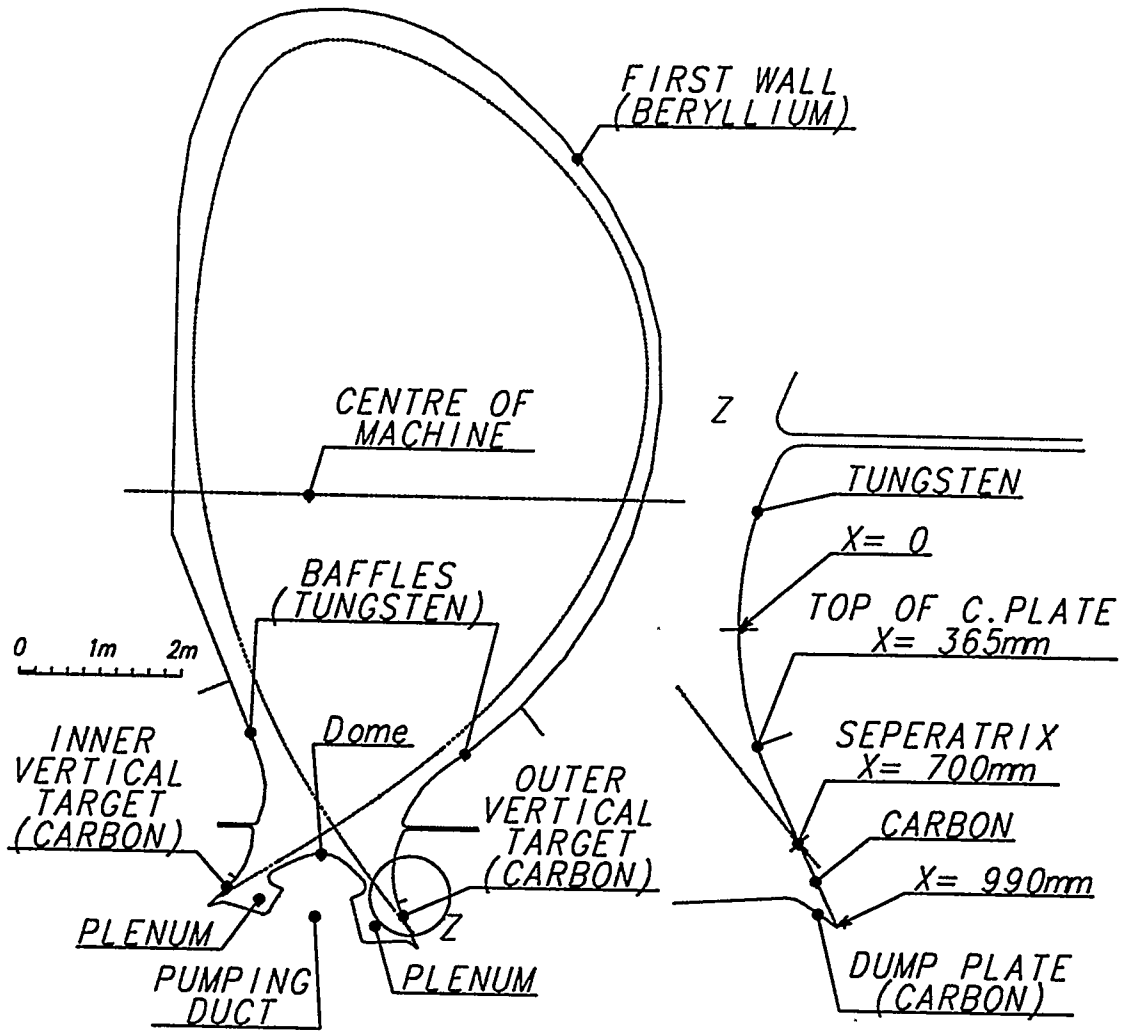 FIRST WALL
(BERYLLIUM)
CENTRE OF
MACHINE
BAFFLES
(TUNGSTEN)
0 1m 2m
INNER
VERTICAL
TARGET
(CARBON)
Dome
OUTER
VERTICAL
TARGET
(CARBON)
PLENUM
PUMPING
DUCT
PLENUM
Z
Z
TUNGSTEN
X= 0
TOP OF C.PLATE
X= 365mm
SEPERATRIX
X= 700mm
CARBON
X= 990mm
DUMP PLATE
(CARBON)